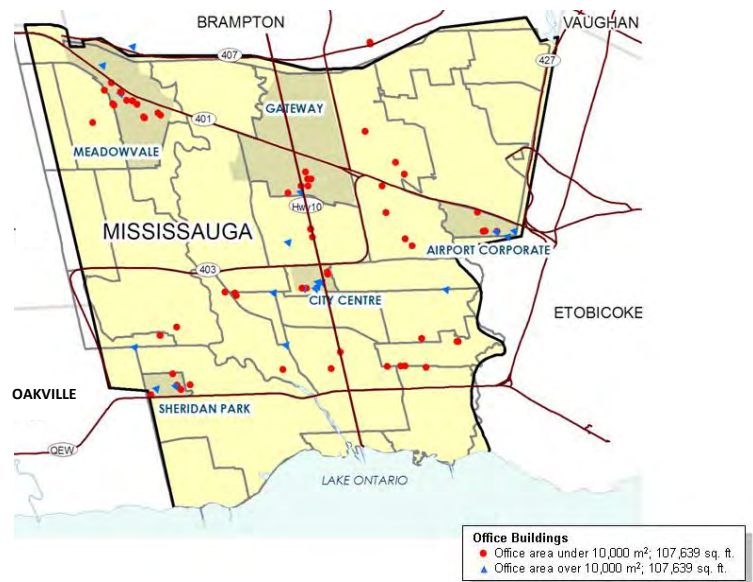 BRAMPTON
VAUGHAN
407
427
GATEWAY
401
MEADOWVALE
Hwy10
MISSISSAUGA
AIRPORT CORPORATE
403
CITY CENTRE
ETOBICOKE
OAKVILLE
SHERIDAN PARK
QEW
LAKE ONTARIO
Office Buildings
Office area under 10,000 m²; 107,639 sq. ft.
Office area over 10,000 m²; 107,639 sq. ft.